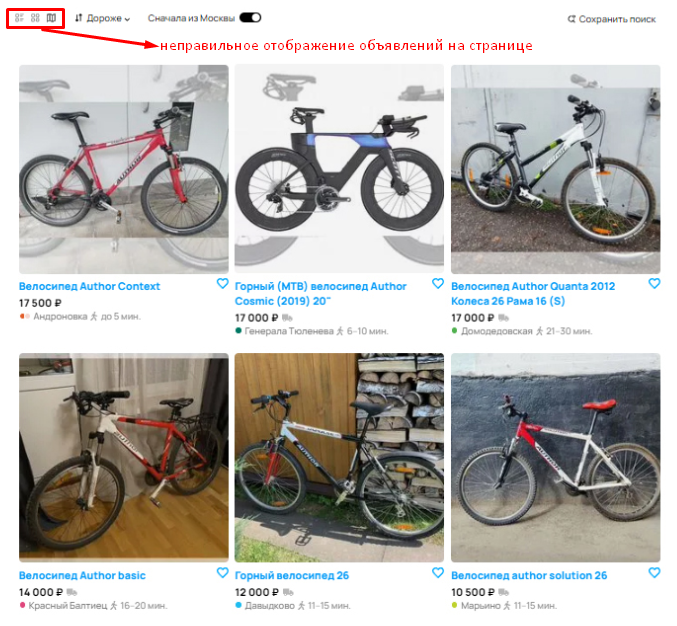 Дороже
Сначала из Москвы
Сохранить поиск
неправильное отображение объявлений на странице
Велосипед Author Context
17 500 ₽
Андроновка до 5 мин.
Горный (МТВ) велосипед Author
Cosmic (2019) 20"
17 000 ₽
Генерала Тюленева 6–10 мин.
Велосипед Author Quanta 2012
Колеса 26 Рама 16 (S)
17 000 ₽
Домодедовская 21–30 мин.
Велосипед Author basic
14 000 ₽
Красный Балтиец 16–20 мин.
Горный велосипед 26
12 000 ₽
Давыдково 11–15 мин.
Велосипед author solution 26
10 500 ₽
Марьино 11–15 мин.